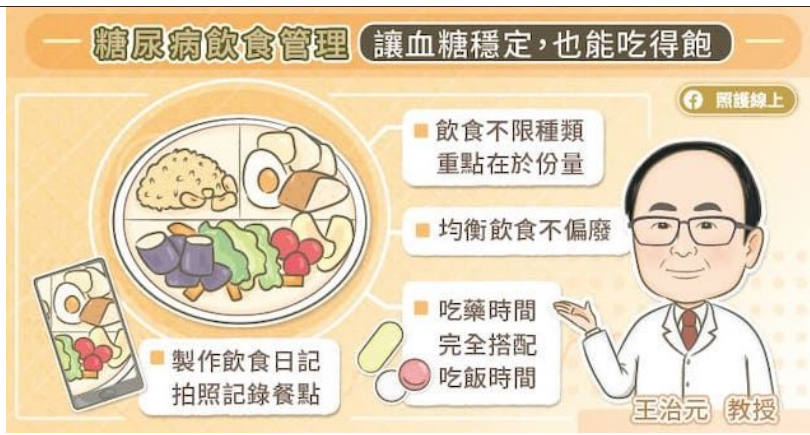 糖尿病飲食管理 讓血糖穩定,也能吃得飽
照護線上
飲食不限種類
重點在於份量
均衡飲食不偏廢
吃藥時間
完全搭配
吃飯時間
製作飲食日記
拍照記錄餐點
王治元 教授